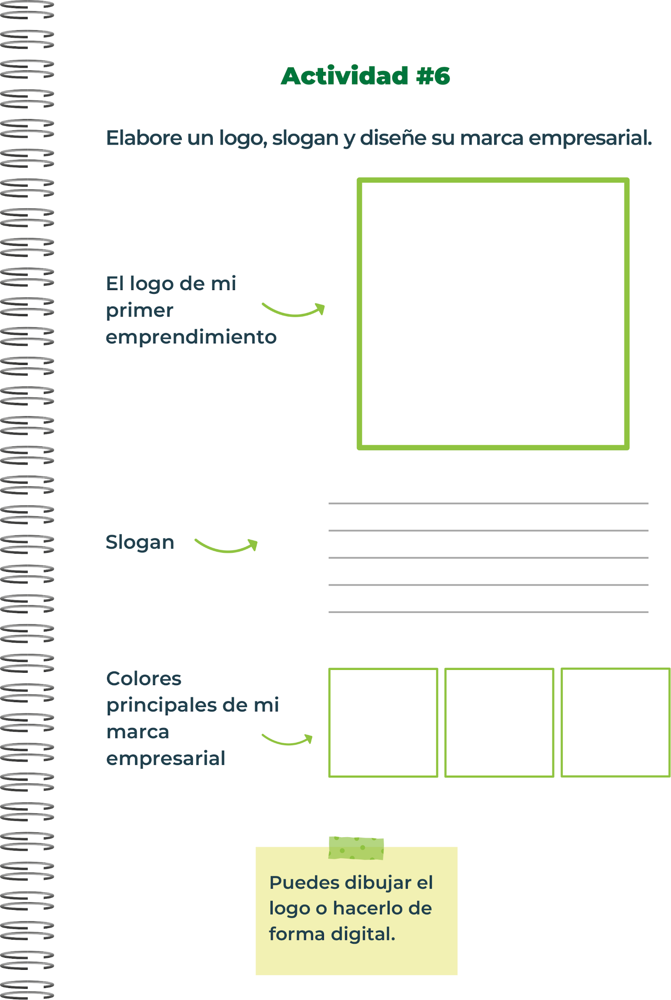 Actividad #6
Elabore un logo, slogan y diseñe su marca empresarial.
El logo de mi
primer
emprendimiento
Slogan
Colores
principales de mi
marca
empresarial
Puedes dibujar el
logo o hacerlo de
forma digital.